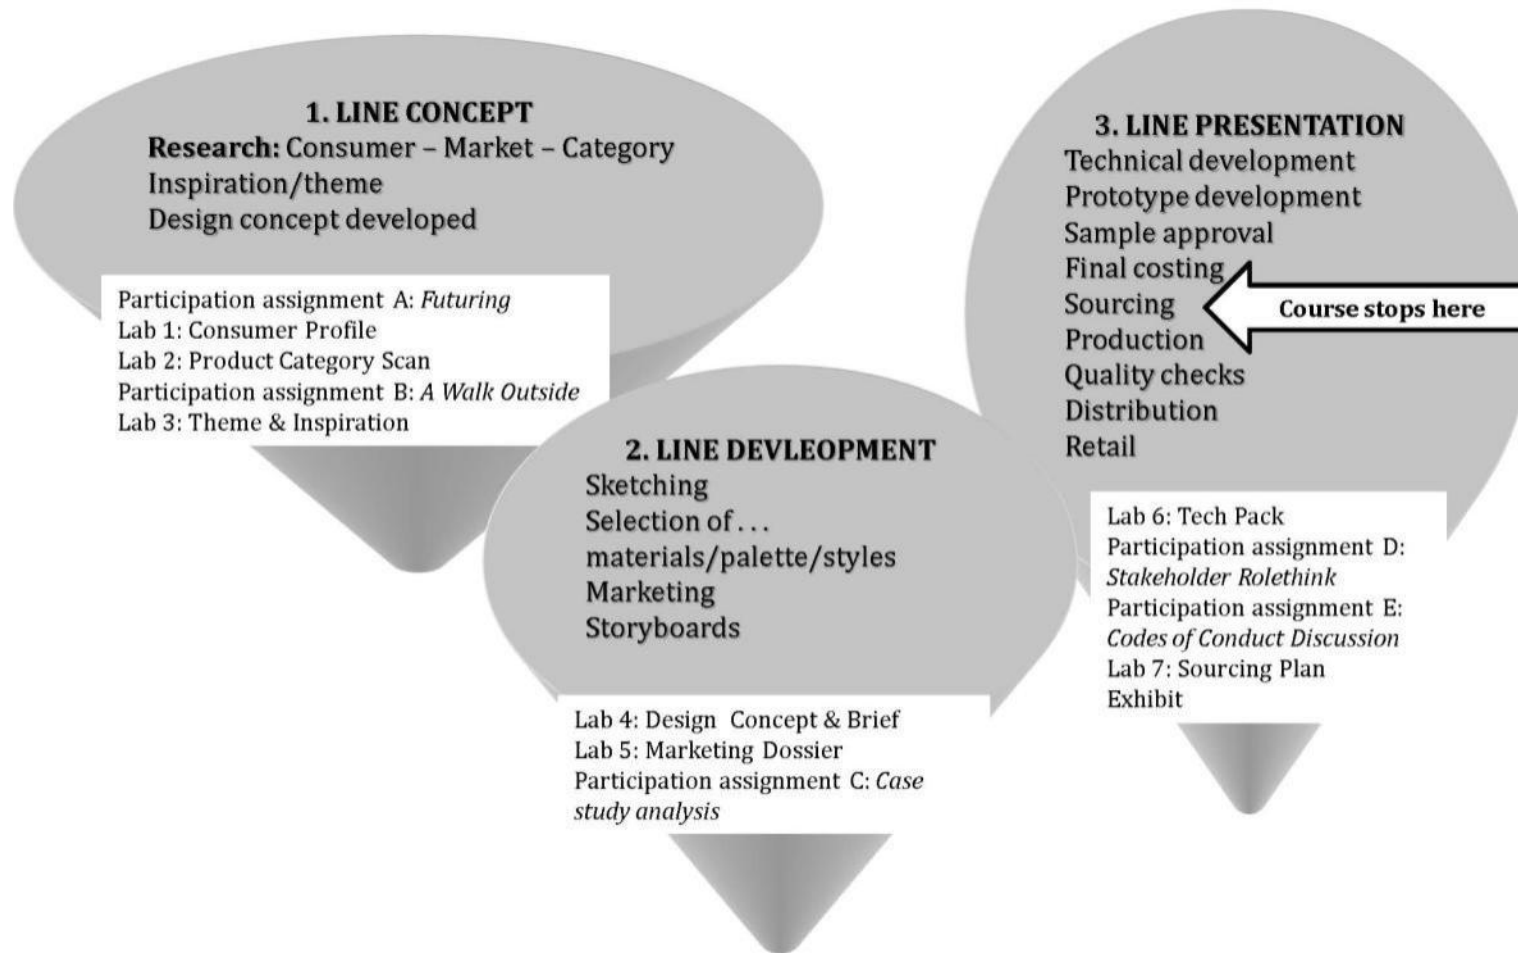 1. LINE CONCEPT
Research: Consumer – Market – Category
Inspiration/theme
Design concept developed
Participation assignment A: Futuring
Lab 1: Consumer Profile
Lab 2: Product Category Scan
Participation assignment B: A Walk Outside
Lab 3: Theme & Inspiration
2. LINE DEVLEOPMENT
Sketching
Selection of . . .
materials/palette/styles
Marketing
Storyboards
Lab 4: Design Concept & Brief
Lab 5: Marketing Dossier
Participation assignment C: Case
study analysis
3. LINE PRESENTATION
Technical development
Prototype development
Sample approval
Final costing
Sourcing
Course stops here
Production
Quality checks
Distribution
Retail
Lab 6: Tech Pack
Participation assignment D:
Stakeholder Rolethink
Participation assignment E:
Codes of Conduct Discussion
Lab 7: Sourcing Plan
Exhibit